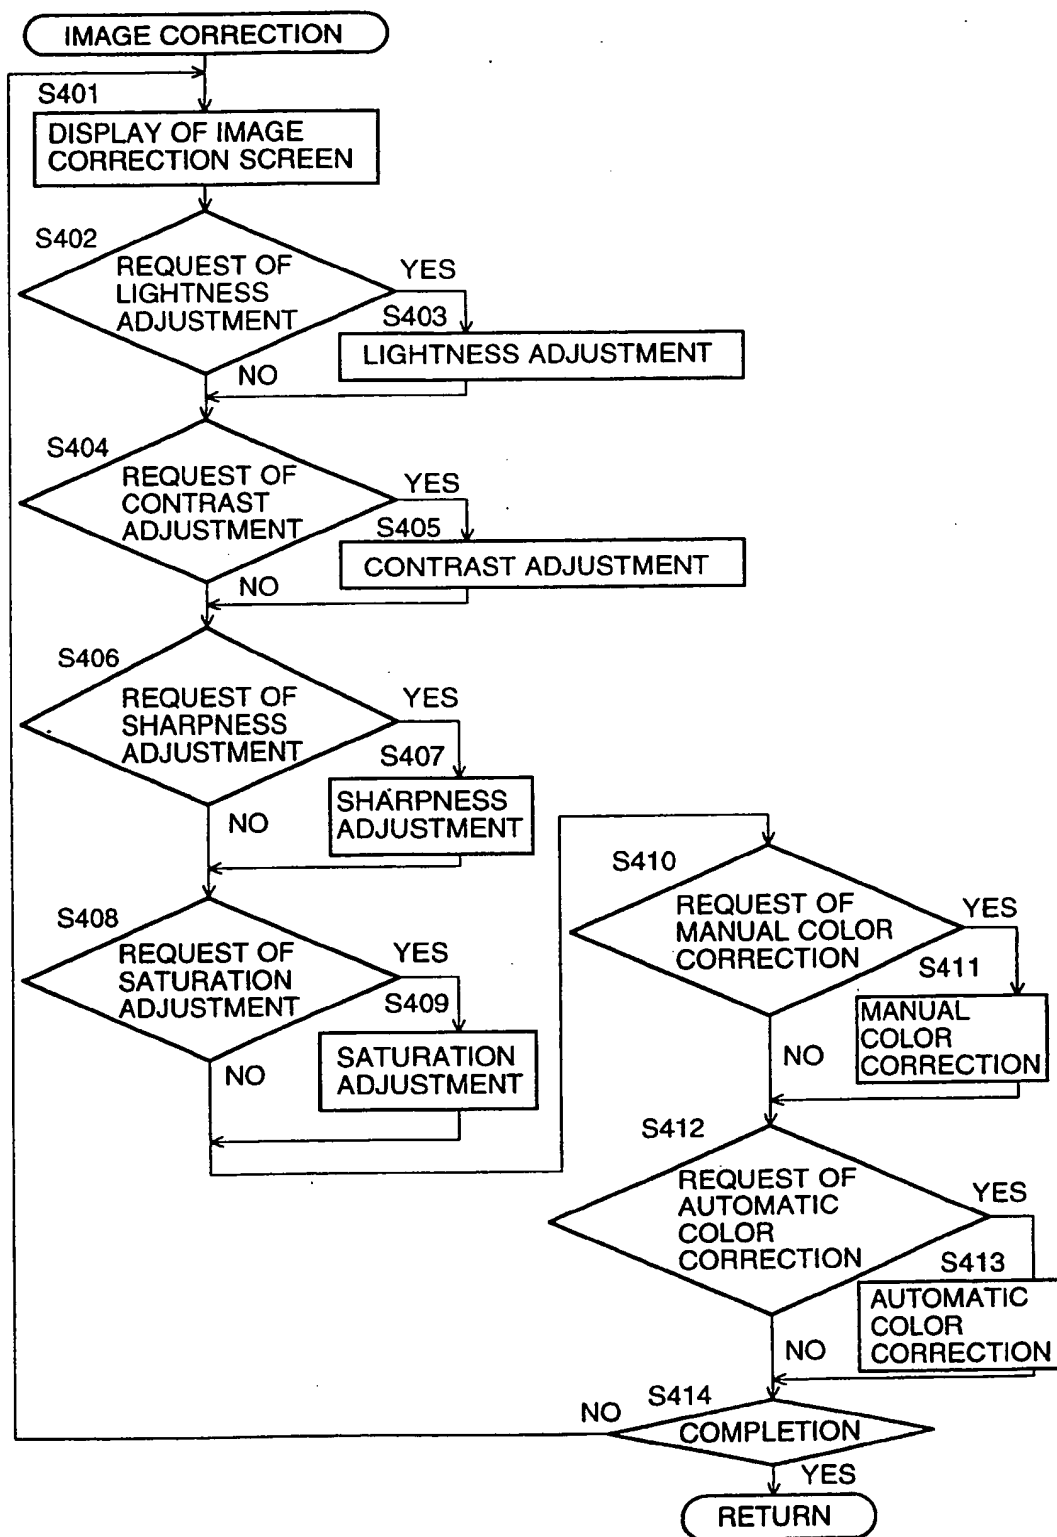 IMAGE CORRECTION
S401
DISPLAY OF IMAGE
CORRECTION SCREEN
S402
REQUEST OF
LIGHTNESS
ADJUSTMENT
YES
S403
LIGHTNESS ADJUSTMENT
NO
S404
REQUEST OF
CONTRAST
ADJUSTMENT
YES
S405
CONTRAST ADJUSTMENT
NO
S406
REQUEST OF
SHARPNESS
ADJUSTMENT
YES
S407
SHARPNESS
ADJUSTMENT
NO
S408
REQUEST OF
SATURATION
ADJUSTMENT
YES
S409
SATURATION
ADJUSTMENT
NO
S410
REQUEST OF
MANUAL COLOR
CORRECTION
YES
S411
MANUAL
COLOR
CORRECTION
NO
S412
REQUEST OF
AUTOMATIC
COLOR
CORRECTION
YES
S413
AUTOMATIC
COLOR
CORRECTION
NO
S414
COMPLETION
NO
YES
RETURN